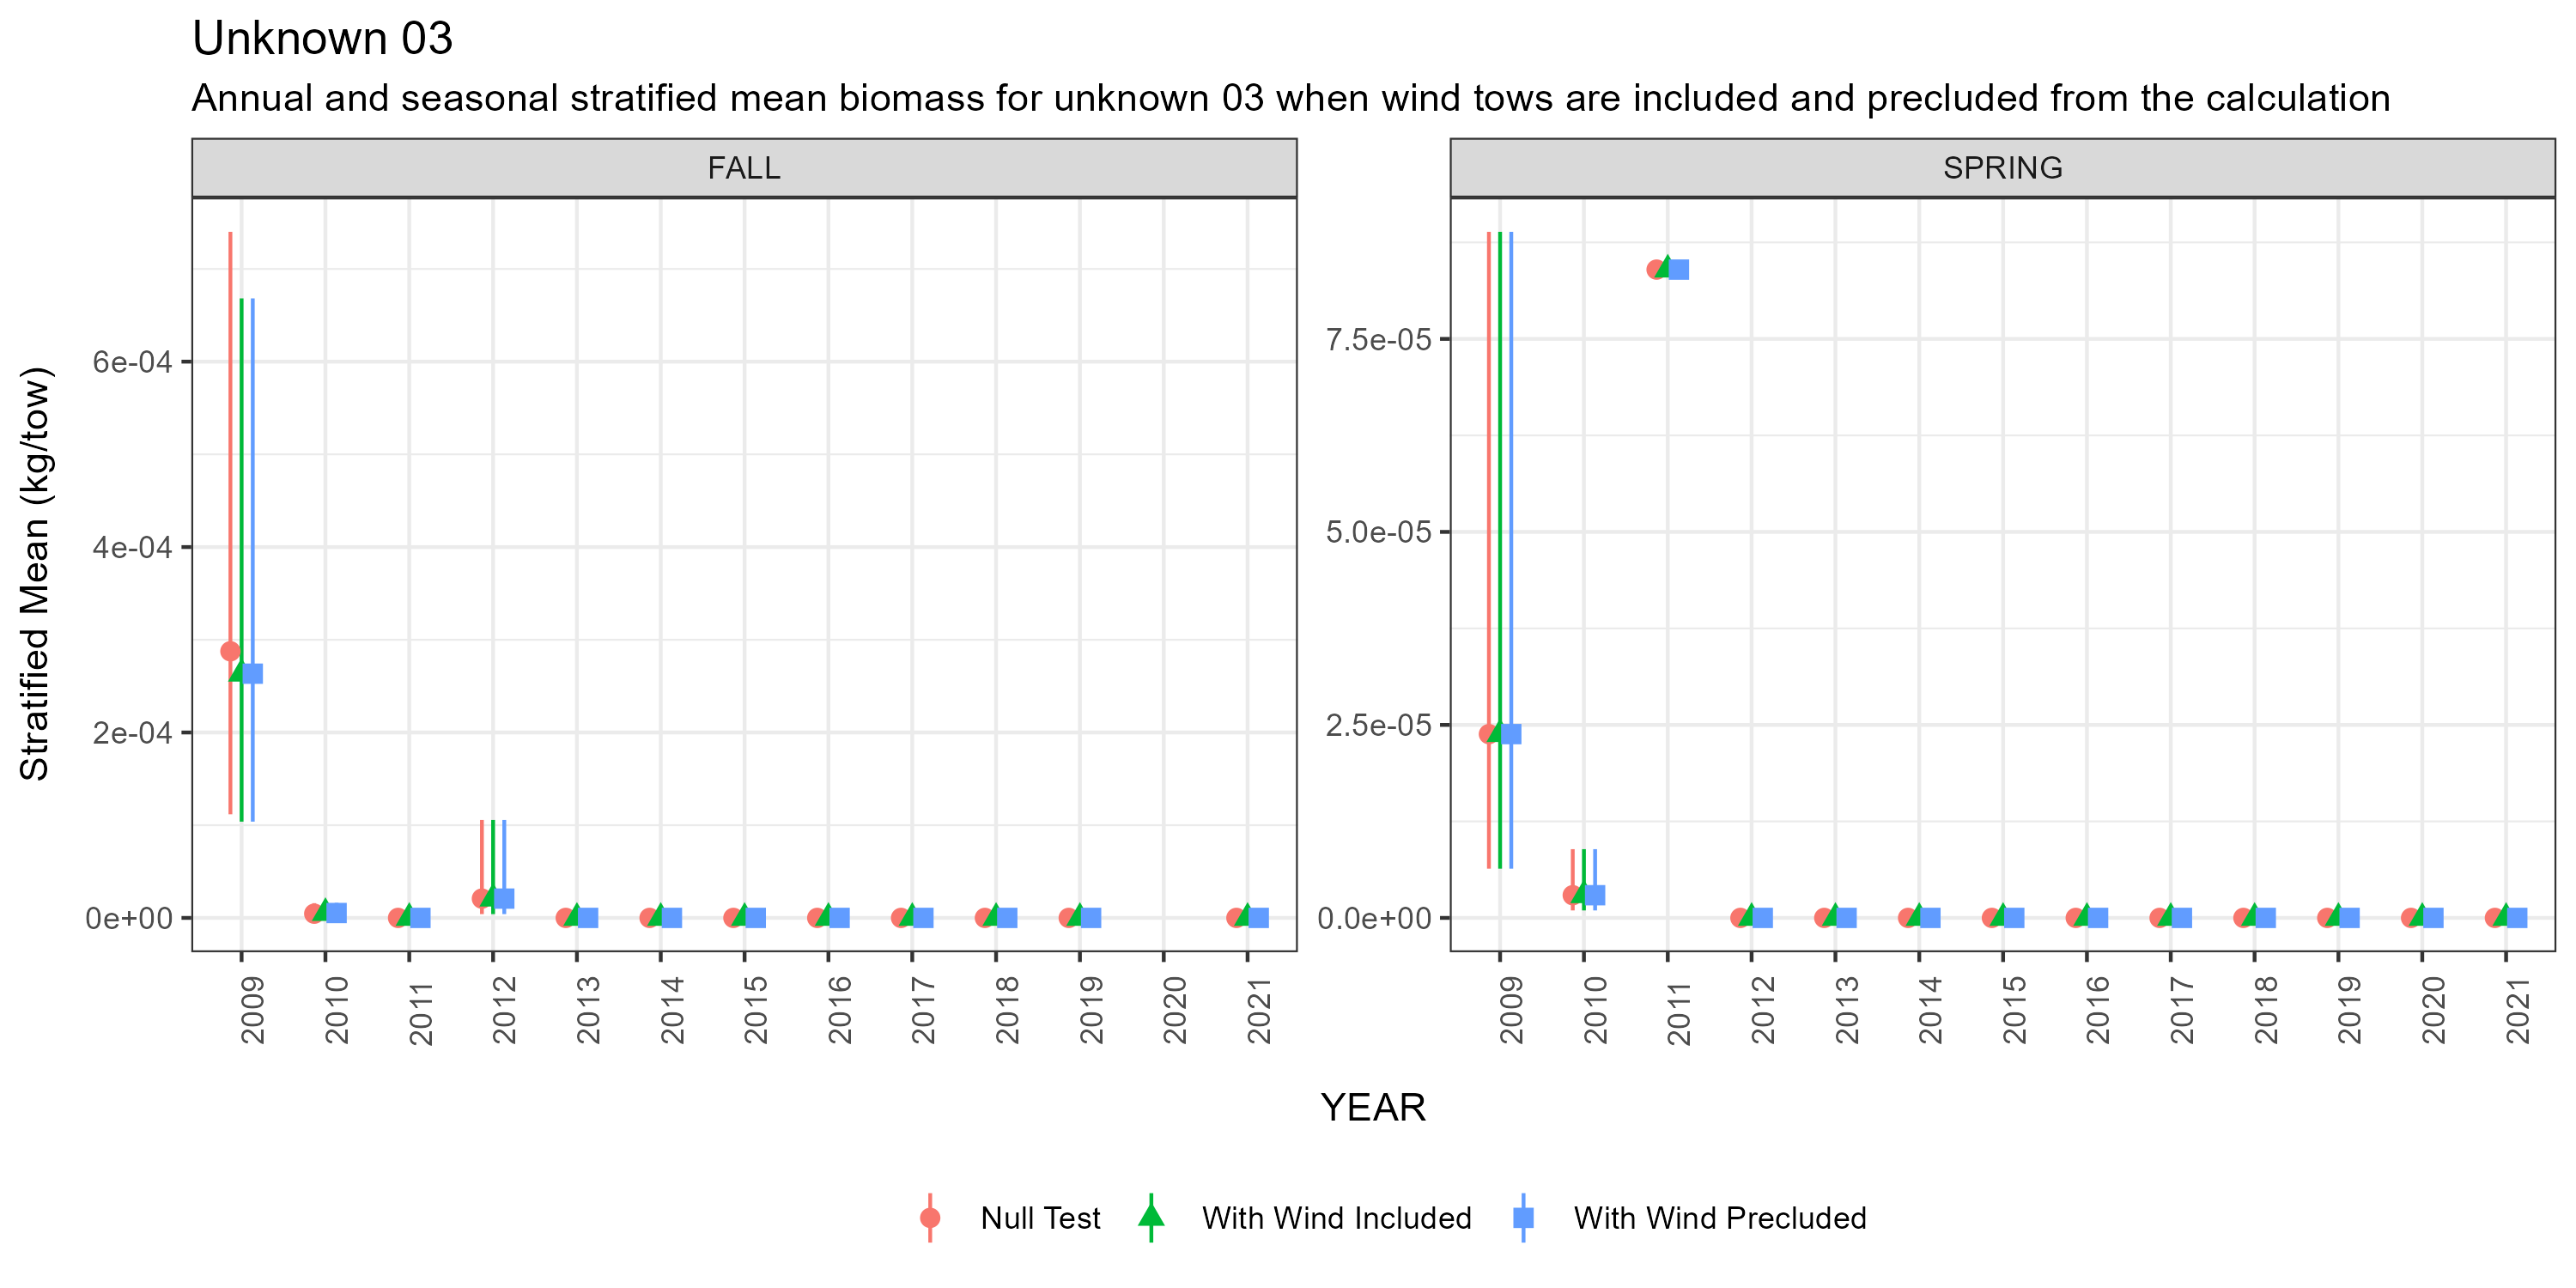 Unknown 03
Annual and seasonal stratified mean biomass for unknown 03 when wind tows are included and precluded from the calculation
FALL
SPRING
Stratified Mean (kg/tow)
6e-04
4e-04
2e-04
0e+00
7.5e-05
5.0e-05
2.5e-05
0.0e+00
2009 2010 2011 2012 2013 2014 2015 2016 2017 2018 2019 2020 2021
2009 2010 2011 2012 2013 2014 2015 2016 2017 2018 2019 2020 2021
YEAR
Null Test With Wind Included With Wind Precluded